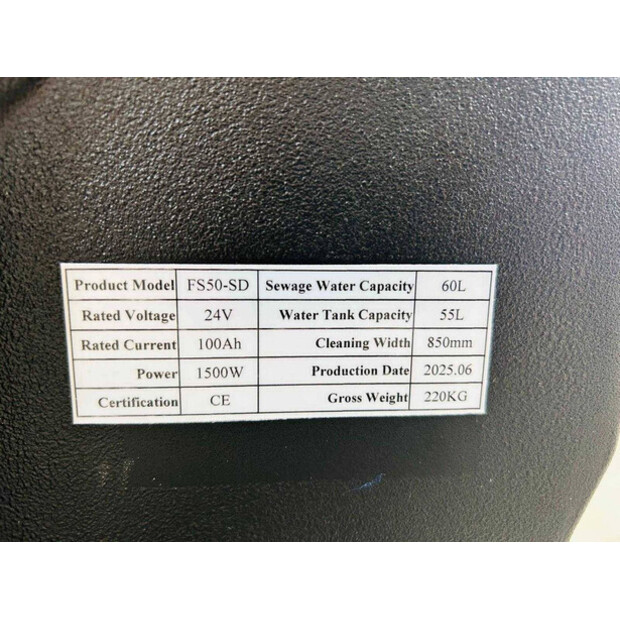 Product Model FS50-SD Sewage Water Capacity 60L
Rated Voltage 24V Water Tank Capacity 55L
Rated Current 100Ah Cleaning Width 850mm
Power 1500W Production Date 2025.06
Certification CE Gross Weight 220KG